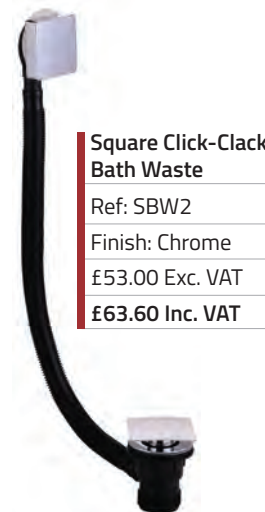 Square Click-Clack
Bath Waste
Ref: SBW2
Finish: Chrome
£53.00 Exc. VAT
£63.60 Inc. VAT